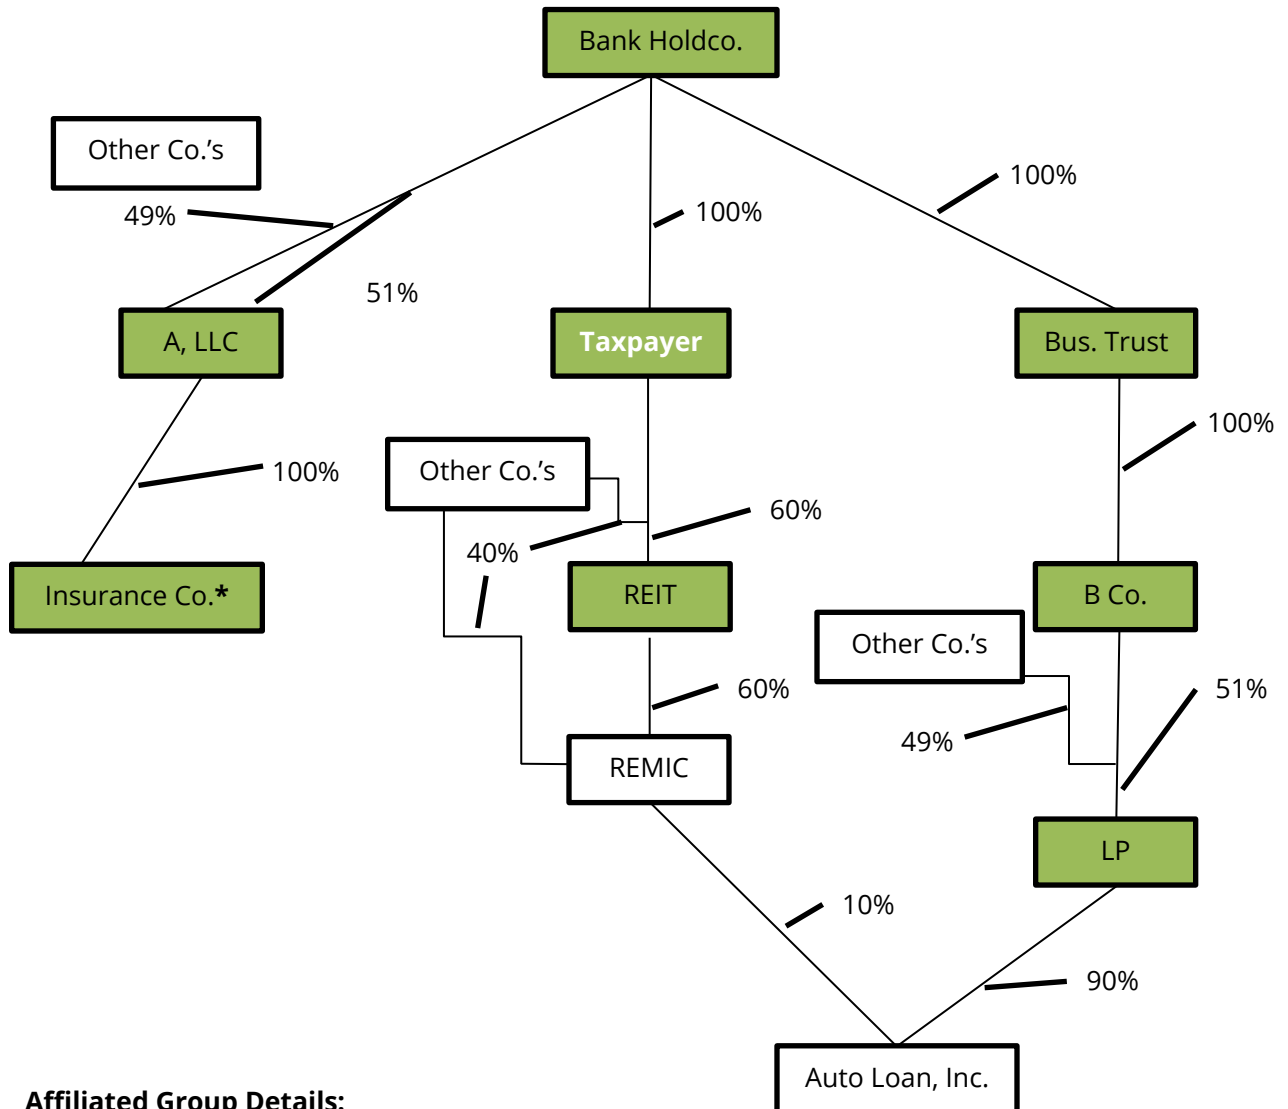 Bank Holdco.
Other Co.'s
100%
100%
49%
51%
A, LLC
Taxpayer
Bus. Trust
100%
Other Co.'s
100%
60%
40%
Insurance Co.*
REIT
B Co.
Other Co.'s
60%
51%
49%
REMIC
LP
10%
90%
Auto Loan, Inc.
Affiliated Group Details: